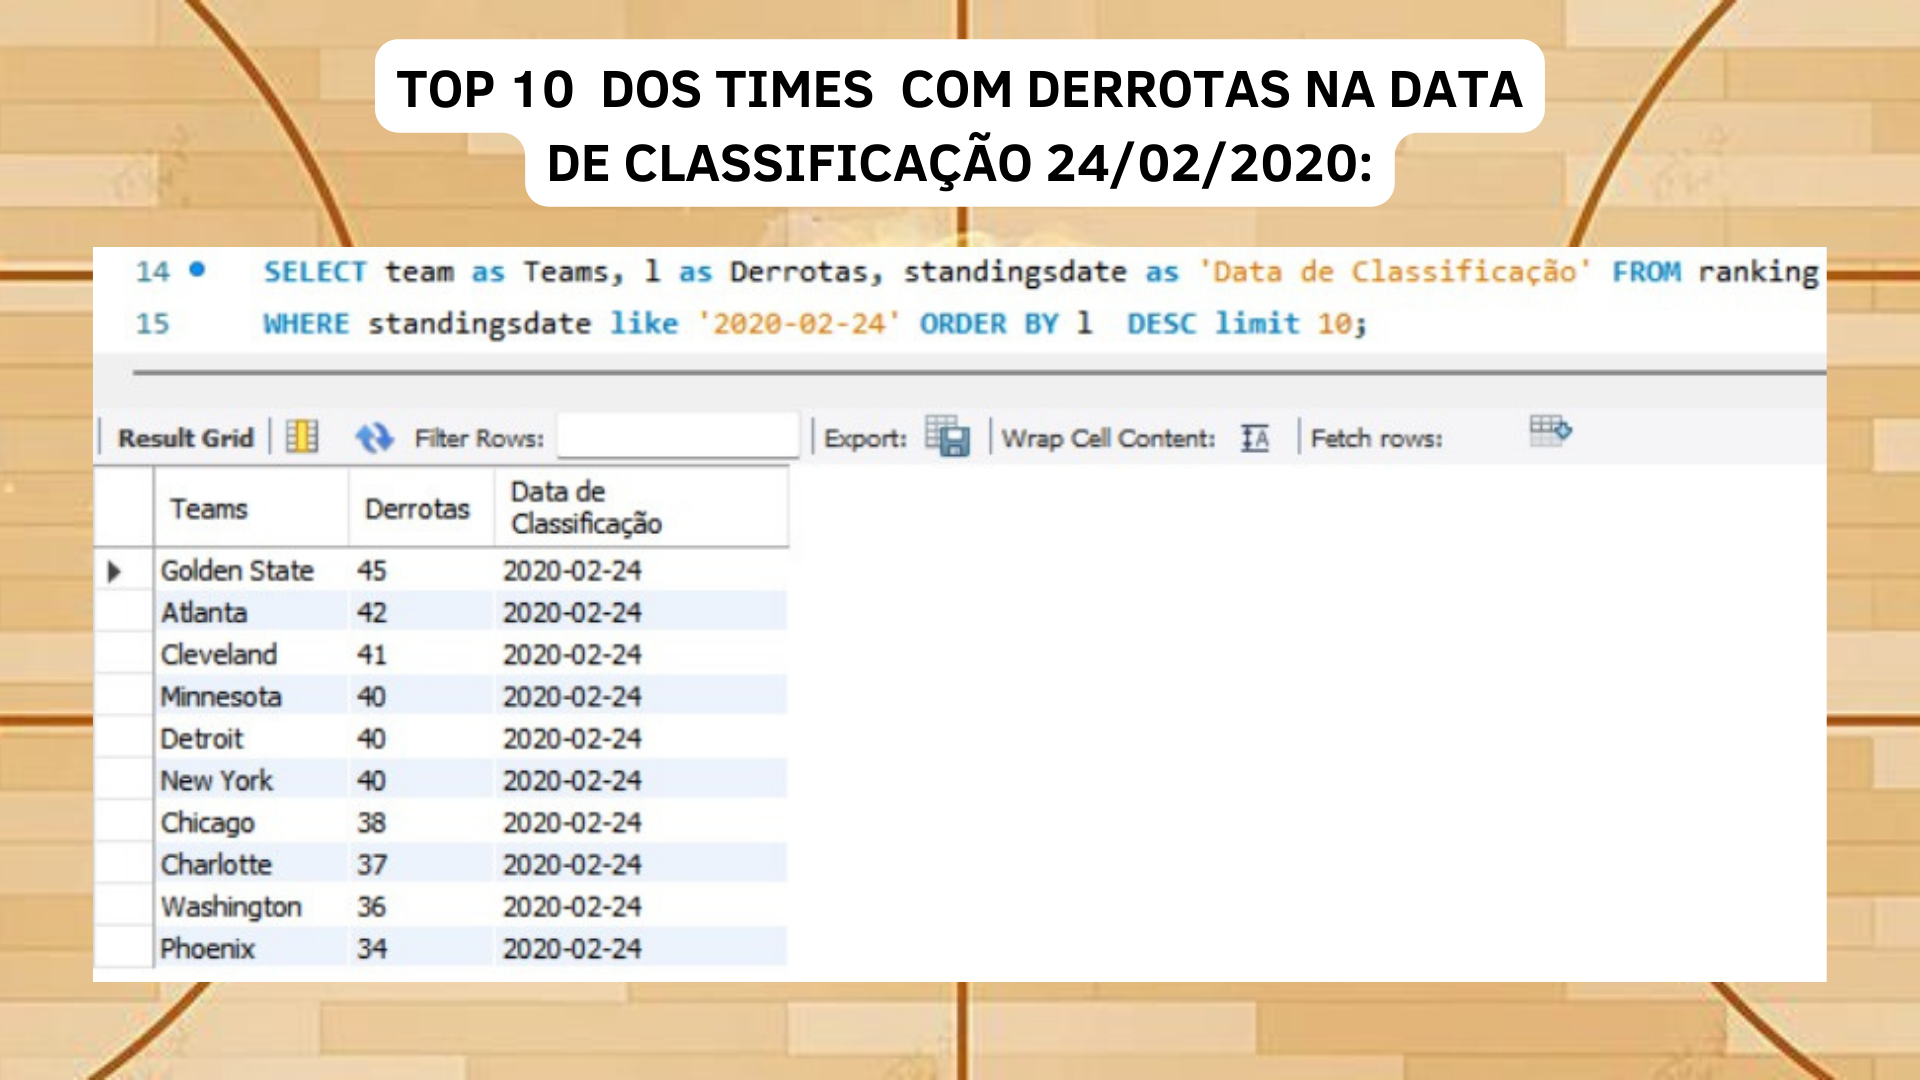 TOP 10 DOS TIMES COM DERROTAS NA DATA
DE CLASSIFICAÇÃO 24/02/2020:
14 SELECT team as Teams, l as Derrotas, standingsdate as 'Data de Classificação' FROM ranking
15 WHERE standingsdate like '2020-02-24' ORDER BY l DESC limit 10;
Result Grid Filter Rows: Export: Wrap Cell Content: Fetch rows:
Teams Derrotas Data de
Classificação
Golden State 45 2020-02-24
Atlanta 42 2020-02-24
Cleveland 41 2020-02-24
Minnesota 40 2020-02-24
Detroit 40 2020-02-24
New York 40 2020-02-24
Chicago 38 2020-02-24
Charlotte 37 2020-02-24
Washington 36 2020-02-24
Phoenix 34 2020-02-24